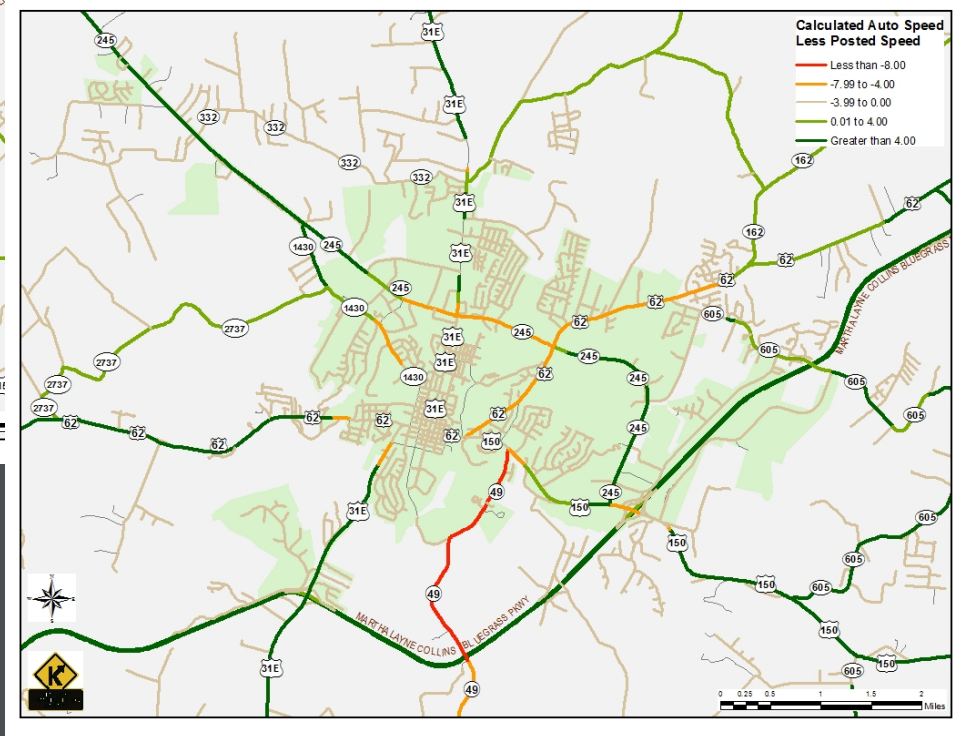 Calculated Auto Speed
Less Posted Speed
Less than -8.00
-7.99 to -4.00
-3.99 to 0.00
0.01 to 4.00
Greater than 4.00
245
31E
31E
332
332
332
332
162
31E
62
1430
245
31E
162
62
245
62
1430
62
62
605
2737
245
31E
605
2737
31E
245
245
62
1430
2737
605
2737
31E
62
62
62
245
605
62
62
62
150
49
245
31E
150
605
150
605
49
150
605
150
31E
605
150
49
MARTHA LAYNE COLLINS BLUEGRASS
MARTHA LAYNE COLLINS BLUEGRASS PKWY
K
0 0.25 0.5 1 1.5 2
Miles